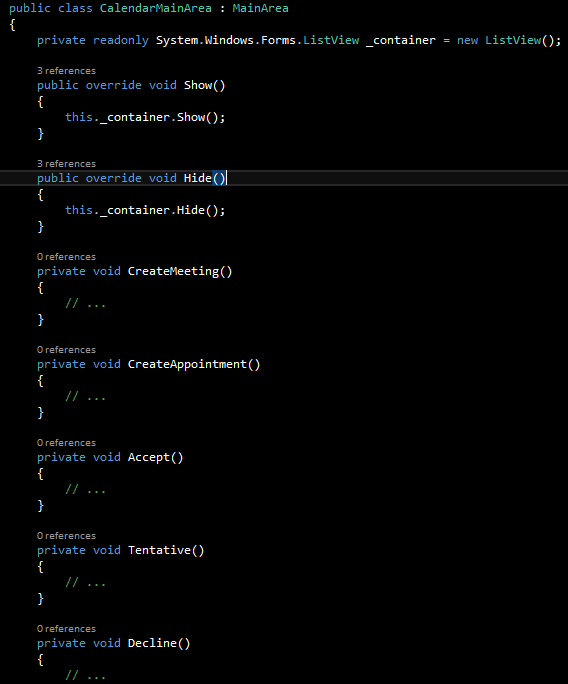 public class CalendarMainArea : MainArea
{
    private readonly System.Windows.Forms.ListView _container = new ListView();
    3 references
    public override void Show()
    {
        this._container.Show();
    }
    3 references
    public override void Hide()
    {
        this._container.Hide();
    }
    0 references
    private void CreateMeeting()
    {
        // ...
    }
    0 references
    private void CreateAppointment()
    {
        // ...
    }
    0 references
    private void Accept()
    {
        // ...
    }
    0 references
    private void Tentative()
    {
        // ...
    }
    0 references
    private void Decline()
    {
        // ...